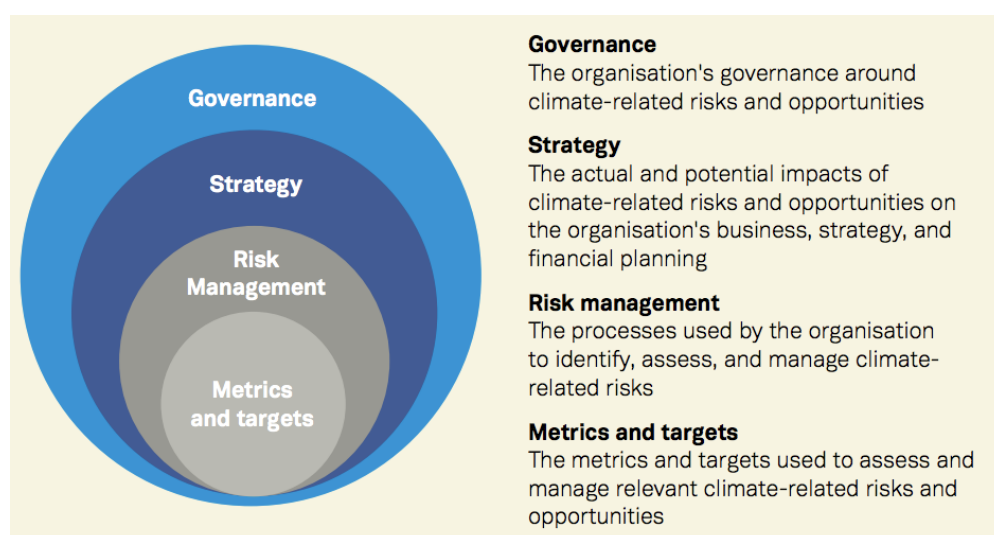 Governance
Strategy
Risk
Management
Metrics
and targets
Governance
The organisation's governance around
climate-related risks and opportunities
Strategy
The actual and potential impacts of
climate-related risks and opportunities on
the organisation's business, strategy, and
financial planning
Risk management
The processes used by the organisation
to identify, assess, and manage climate-
related risks
Metrics and targets
The metrics and targets used to assess and
manage relevant climate-related risks and
opportunities